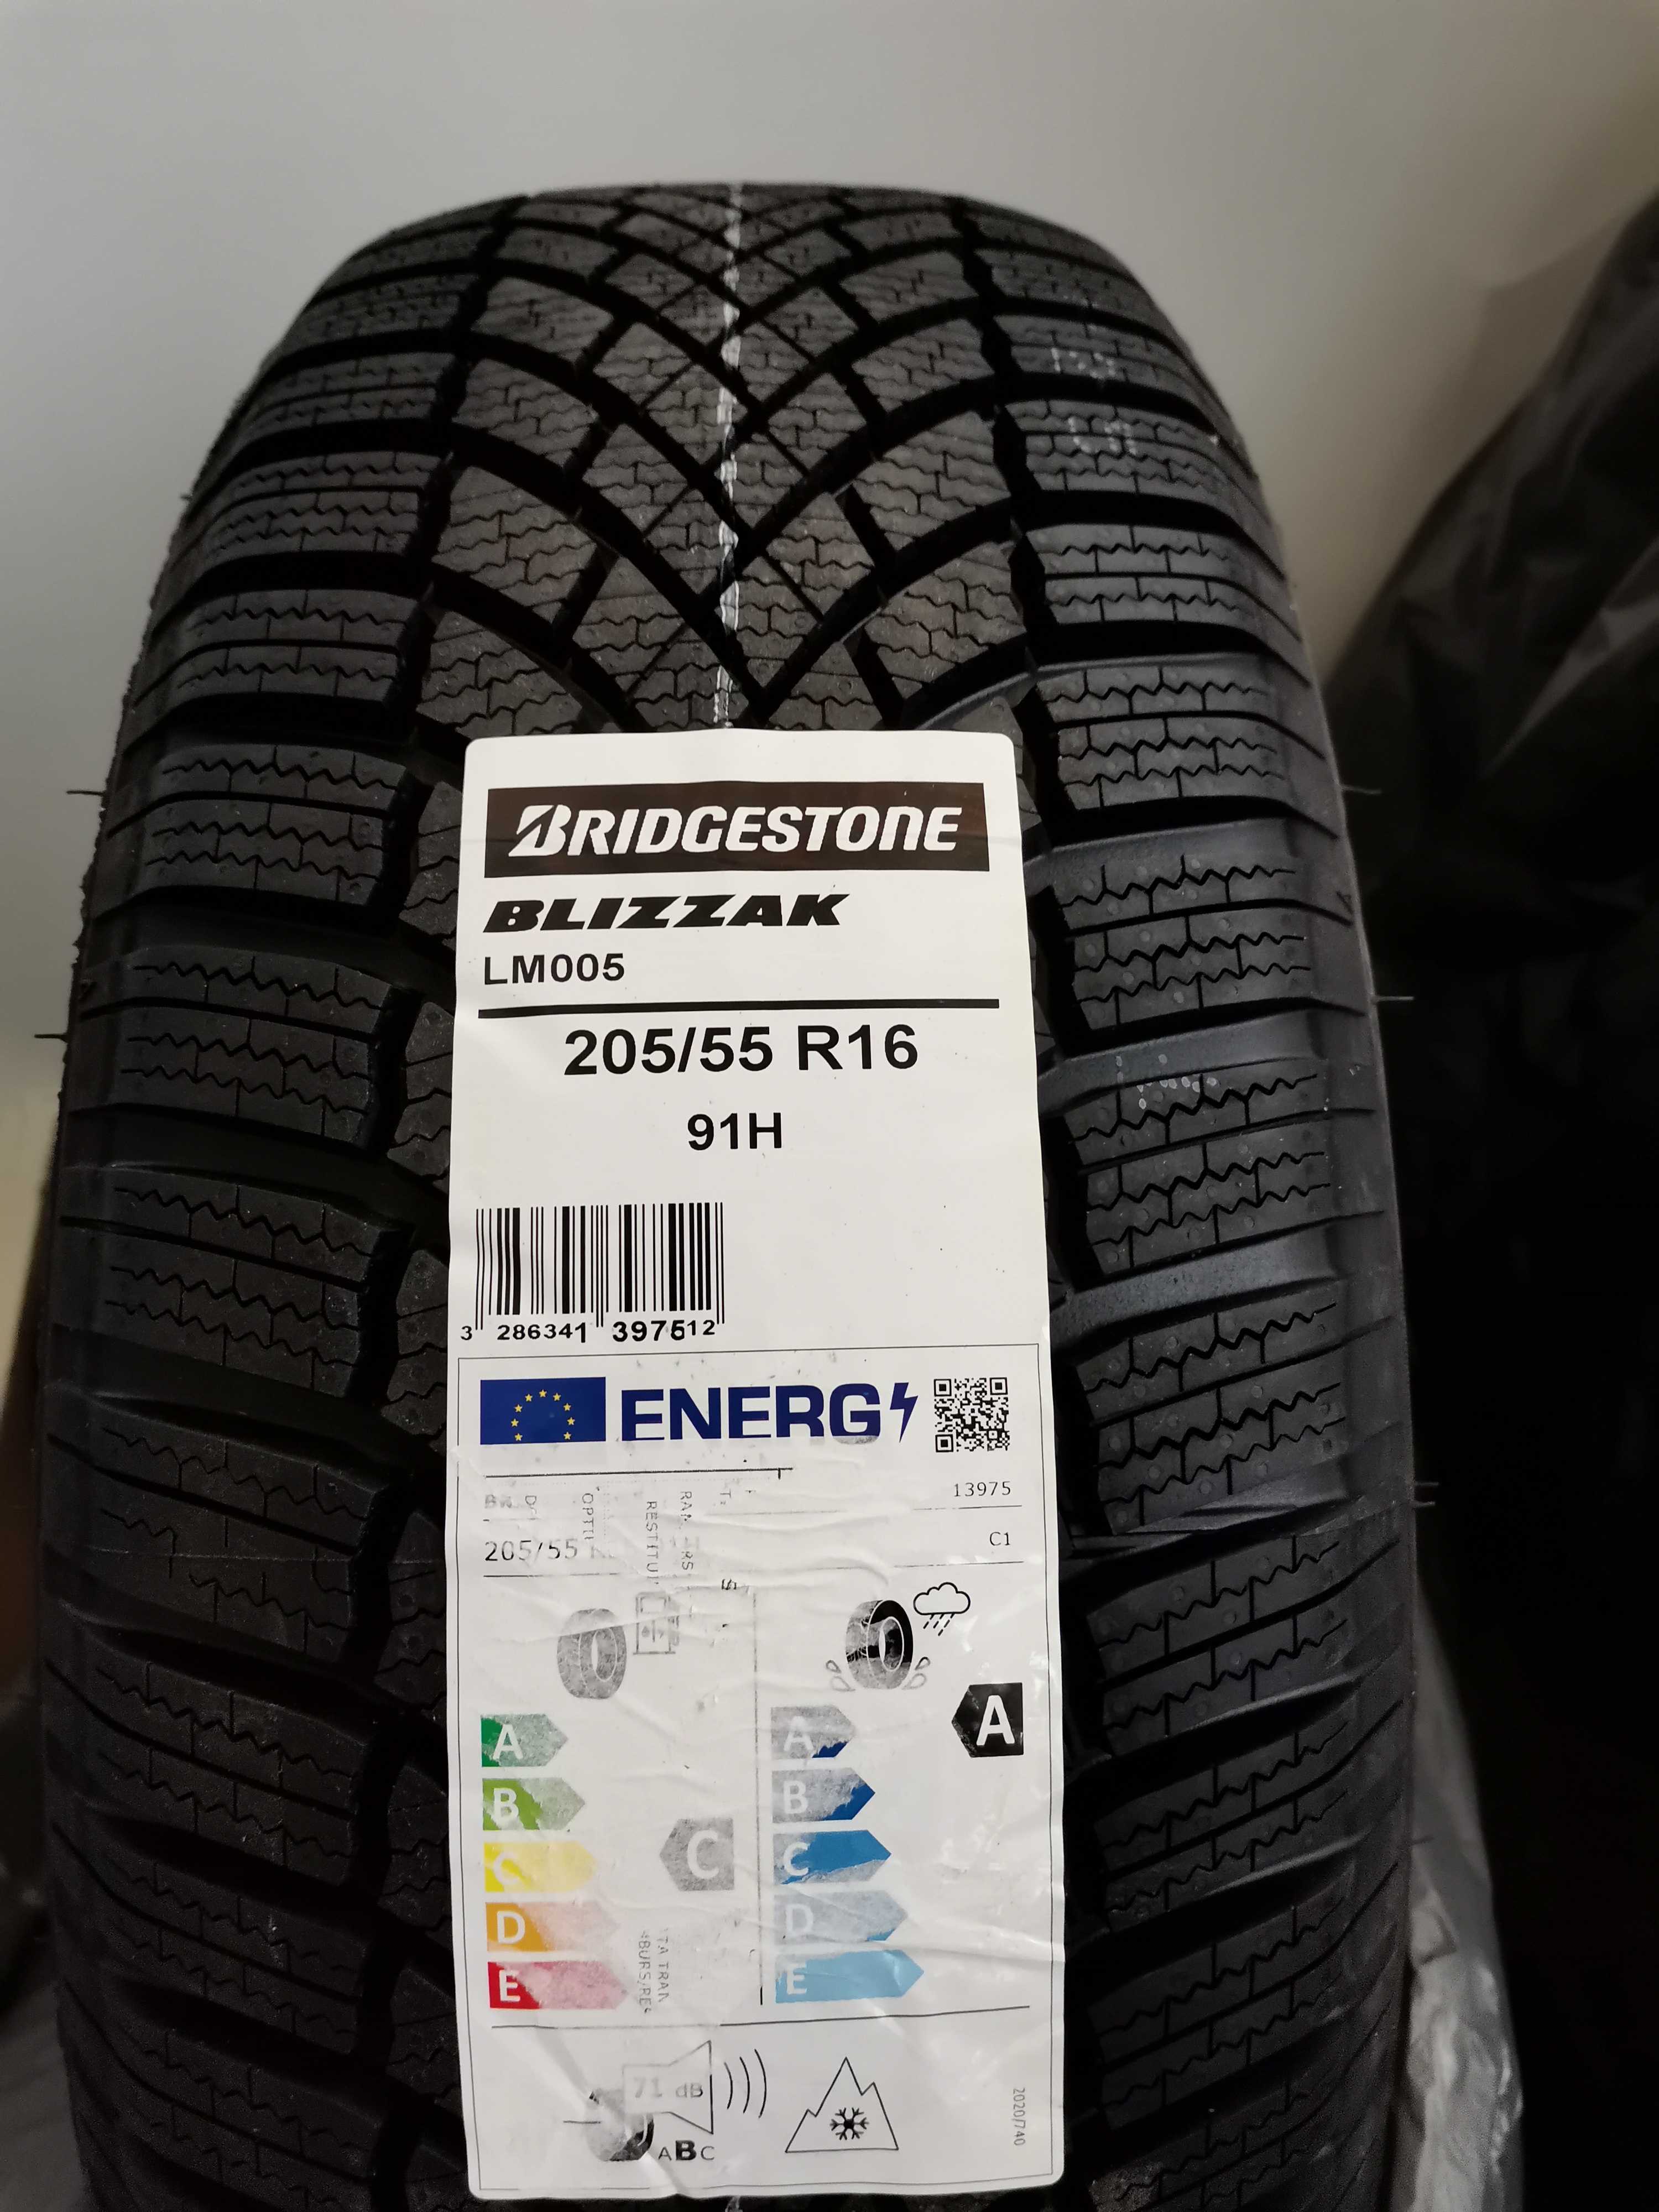 BRIDGESTONE
BLIZZAK
LM005
205/55 R16
91H
3 286341 397512
ENERG
13975
205/55
C1
A
A
A
B
B
C
C
C
D
D
E
E
71 dB
ABC
2020/740